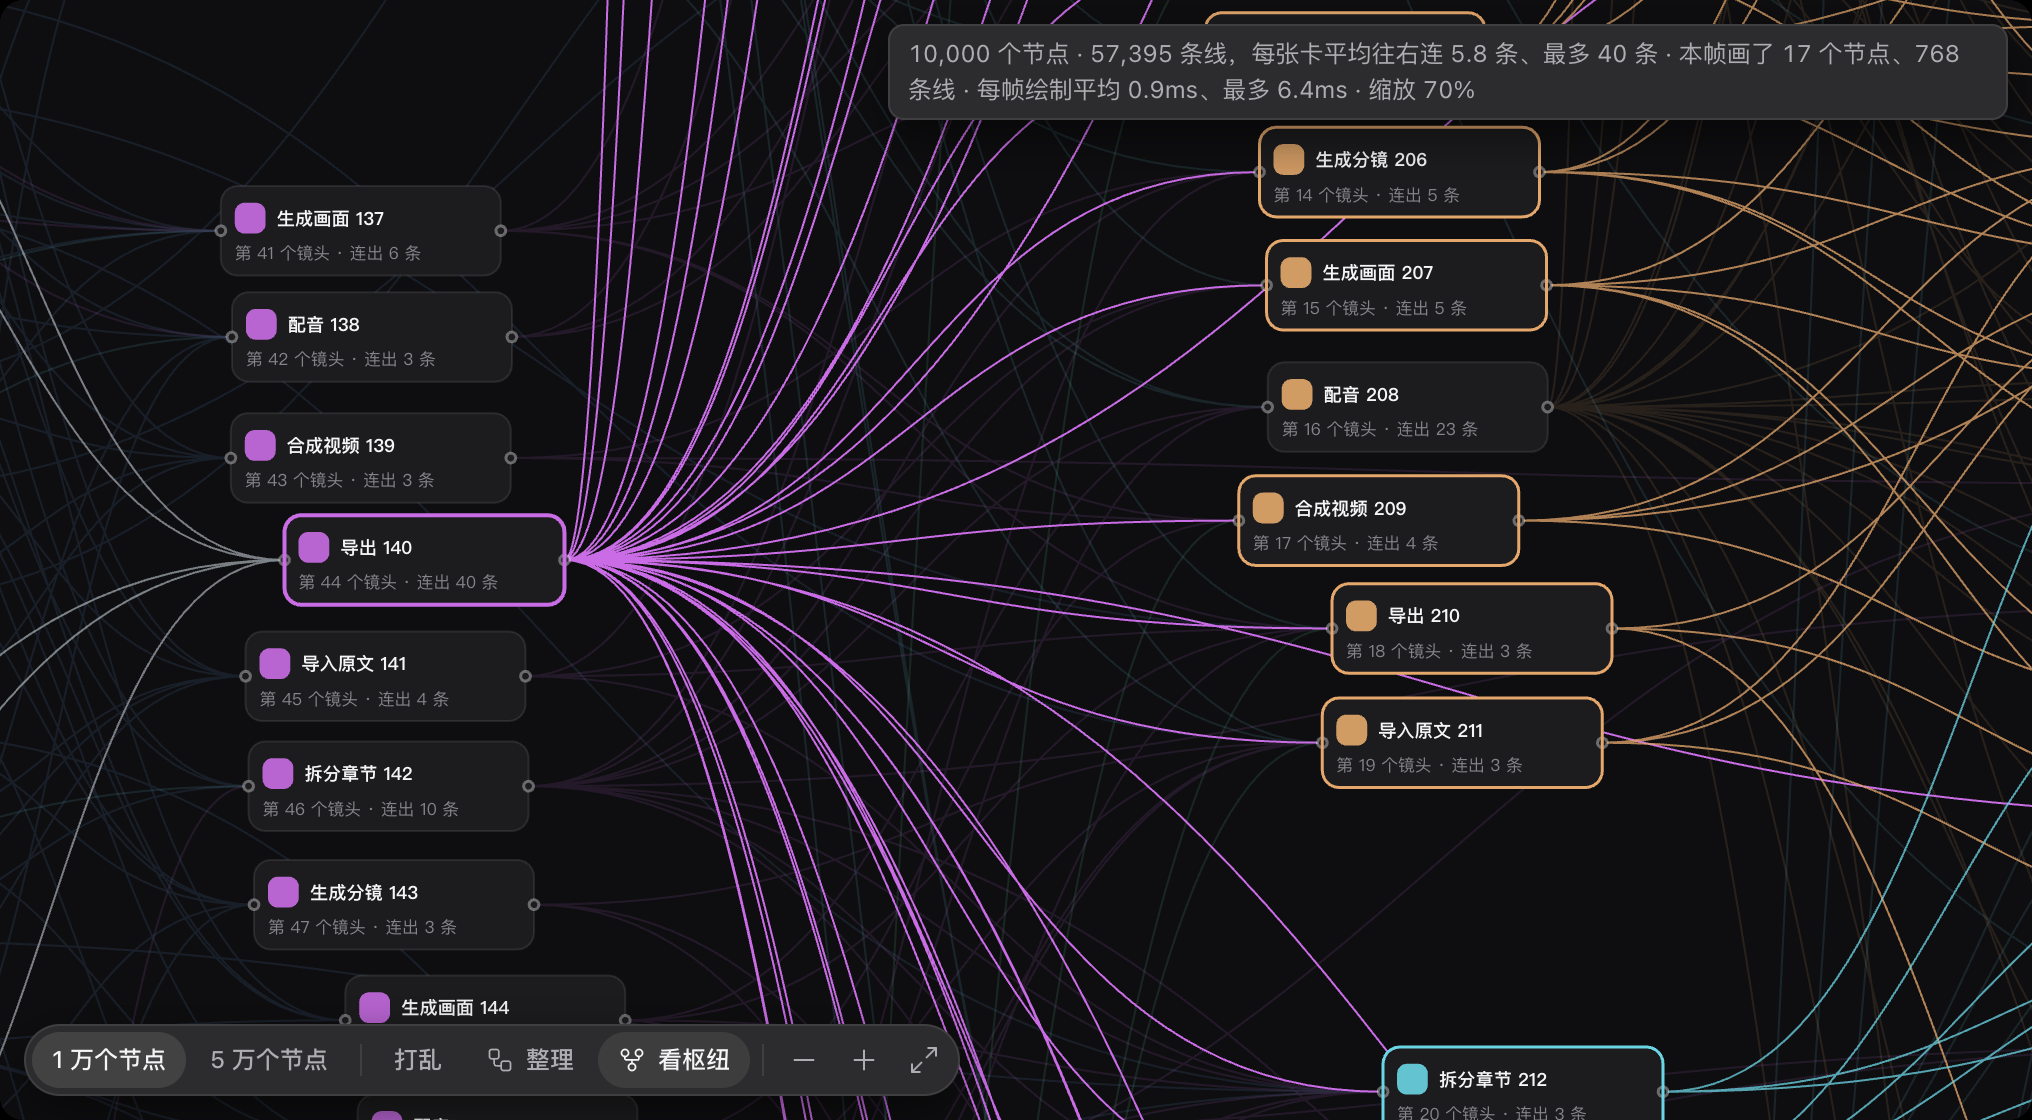 10,000 个节点 · 57,395 条线，每张卡平均往右连 5.8 条、最多 40 条 · 本帧画了 17 个节点、768
条线 · 每帧绘制平均 0.9ms、最多 6.4ms · 缩放 70%
生成画面 137
第 41 个镜头 · 连出 6 条
配音 138
第 42 个镜头 · 连出 3 条
合成视频 139
第 43 个镜头 · 连出 3 条
导出 140
第 44 个镜头 · 连出 40 条
导入原文 141
第 45 个镜头 · 连出 4 条
拆分章节 142
第 46 个镜头 · 连出 10 条
生成分镜 143
第 47 个镜头 · 连出 3 条
生成画面 144
生成分镜 206
第 14 个镜头 · 连出 5 条
生成画面 207
第 15 个镜头 · 连出 5 条
配音 208
第 16 个镜头 · 连出 23 条
合成视频 209
第 17 个镜头 · 连出 4 条
导出 210
第 18 个镜头 · 连出 3 条
导入原文 211
第 19 个镜头 · 连出 3 条
拆分章节 212
第 20 个镜头 · 连出 3 条
1 万个节点 5 万个节点 打乱 整理 看枢纽